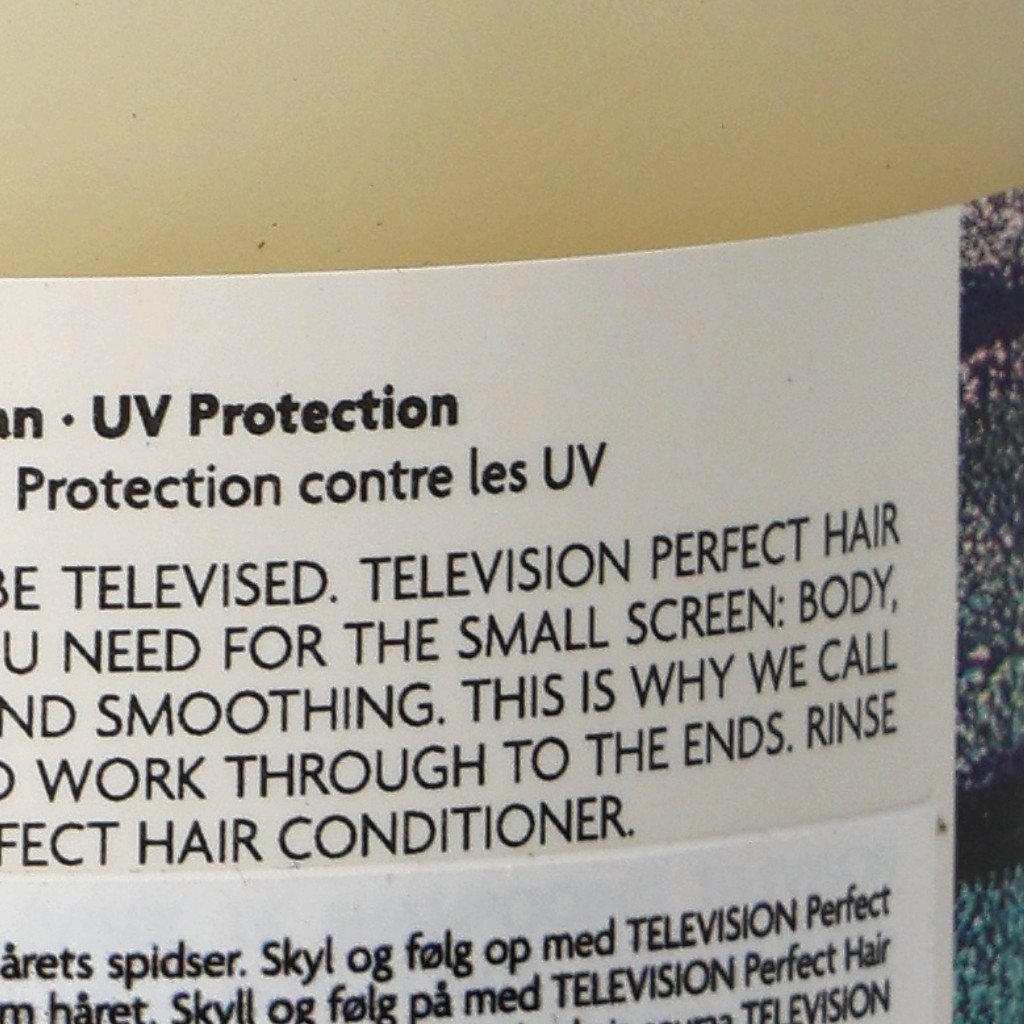 an · UV Protection
Protection contre les UV
BE TELEVISED. TELEVISION PERFECT HAIR
U NEED FOR THE SMALL SCREEN: BODY,
ND SMOOTHING. THIS IS WHY WE CALL
WORK THROUGH TO THE ENDS. RINSE
FECT HAIR CONDITIONER.
årets spidser. Skyl og følg op med TELEVISION Perfect
m håret. Skyll og følg på med TELEVISION Perfect Hair
TELEVISION